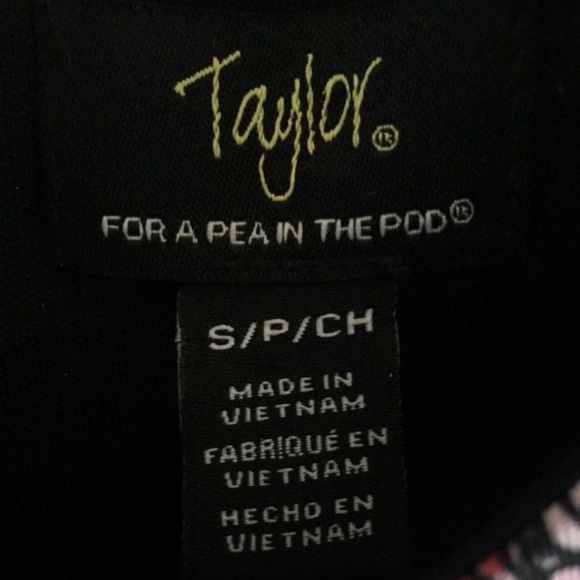 Taylor®
FOR A PEA IN THE POD®
S/P/CH
MADE IN
VIETNAM
FABRIQUÉ EN
VIETNAM
HECHO EN
VIETNAM